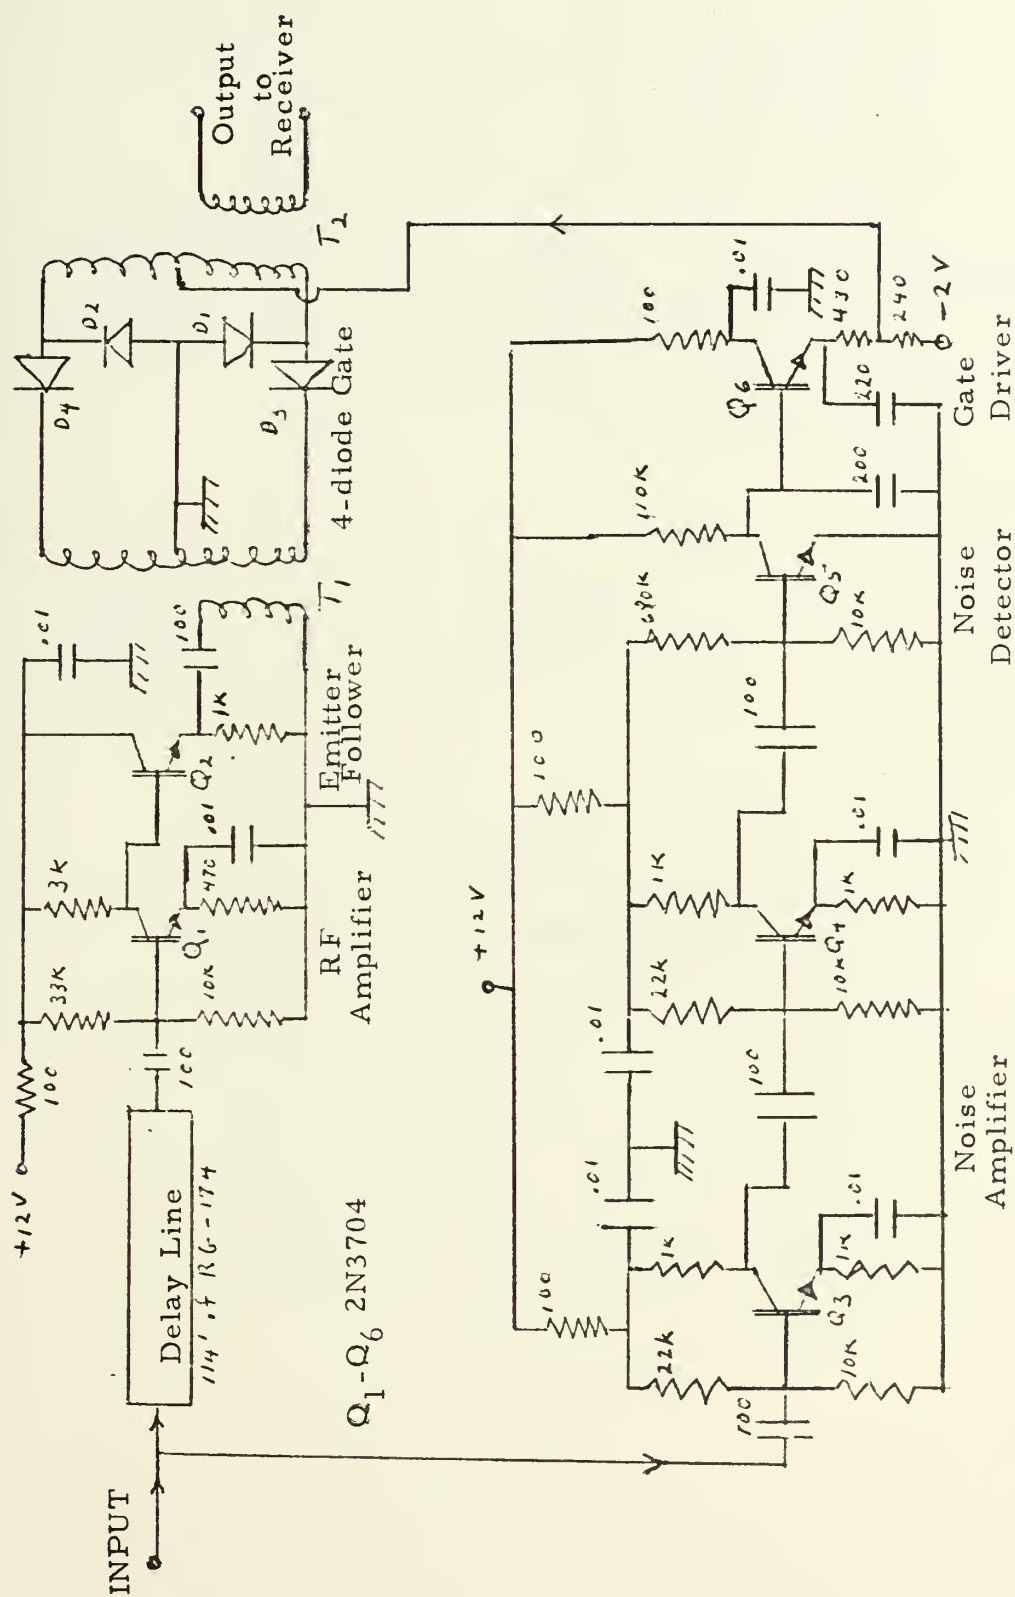 INPUT
Delay Line
114' of RG-174
+12V
100
33K
3K
.01
100
10K
Q1
470
.01
Q2
1K
100
RF
Amplifier
Emitter
Follower
T1
D4
D2
D1
D3
4-diode Gate
T2
Output
to
Receiver
Q1-Q6 2N3704
+12V
100
100
100
.01
.01
22K
1K
22K
1K
680K
110K
.01
100
100
100
Q3
Q4
Q5
Q6
10K
1K
.01
10K
1K
.01
10K
200
220
430
240
-2V
Noise
Amplifier
Noise
Detector
Gate
Driver